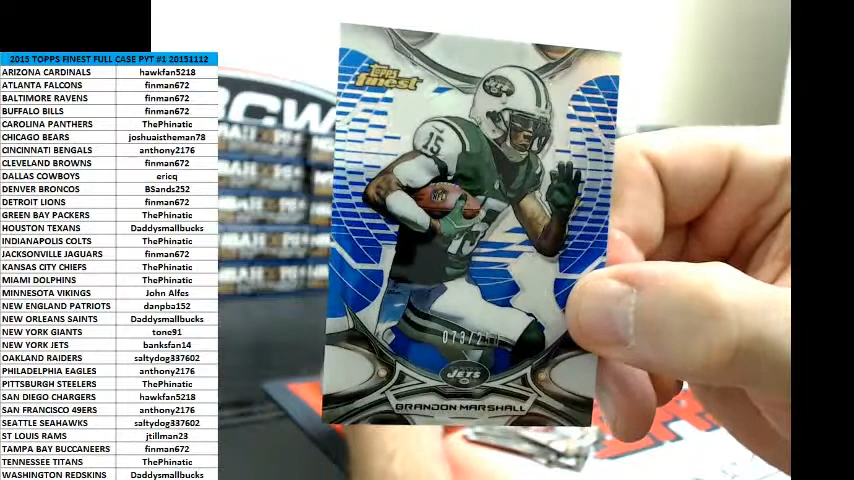 2015 TOPPS FINEST FULL CASE PYT #1 20151112
ARIZONA CARDINALS hawkfan5218
ATLANTA FALCONS finman672
BALTIMORE RAVENS finman672
BUFFALO BILLS finman672
CAROLINA PANTHERS ThePhinatic
CHICAGO BEARS joshuaistheman78
CINCINNATI BENGALS anthony2176
CLEVELAND BROWNS finman672
DALLAS COWBOYS ericq
DENVER BRONCOS BSands252
DETROIT LIONS finman672
GREEN BAY PACKERS ThePhinatic
HOUSTON TEXANS Daddysmallbucks
INDIANAPOLIS COLTS ThePhinatic
JACKSONVILLE JAGUARS finman672
KANSAS CITY CHIEFS ThePhinatic
MIAMI DOLPHINS ThePhinatic
MINNESOTA VIKINGS John Alfes
NEW ENGLAND PATRIOTS danpba152
NEW ORLEANS SAINTS Daddysmallbucks
NEW YORK GIANTS tone91
NEW YORK JETS banksfan14
OAKLAND RAIDERS saltydog337602
PHILADELPHIA EAGLES anthony2176
PITTSBURGH STEELERS ThePhinatic
SAN DIEGO CHARGERS hawkfan5218
SAN FRANCISCO 49ERS anthony2176
SEATTLE SEAHAWKS saltydog337602
ST LOUIS RAMS jtillman23
TAMPA BAY BUCCANEERS finman672
TENNESSEE TITANS ThePhinatic
WASHINGTON REDSKINS Daddysmallbucks
TOPPS
finest
15
15
JETS
BRANDON MARSHALL